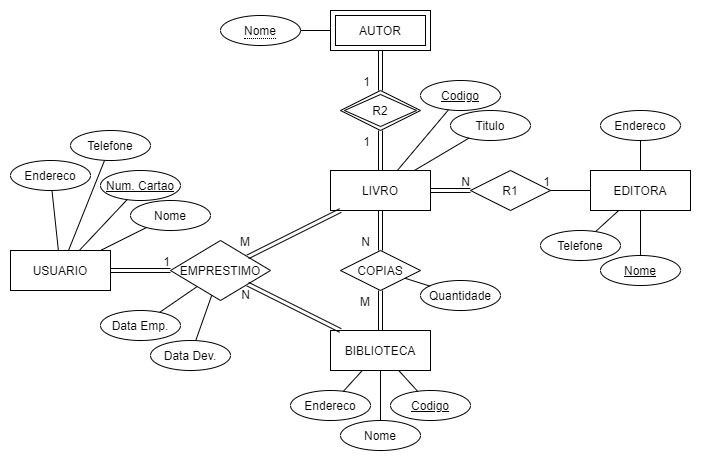 Nome
AUTOR
1
R2
1
Codigo
Titulo
LIVRO
N
R1
1
EDITORA
Endereco
Telefone
Nome
Telefone
Endereco
Num. Cartao
Nome
USUARIO
1
EMPRESTIMO
M
N
Data Emp.
Data Dev.
N
COPIAS
M
Quantidade
BIBLIOTECA
Endereco
Codigo
Nome